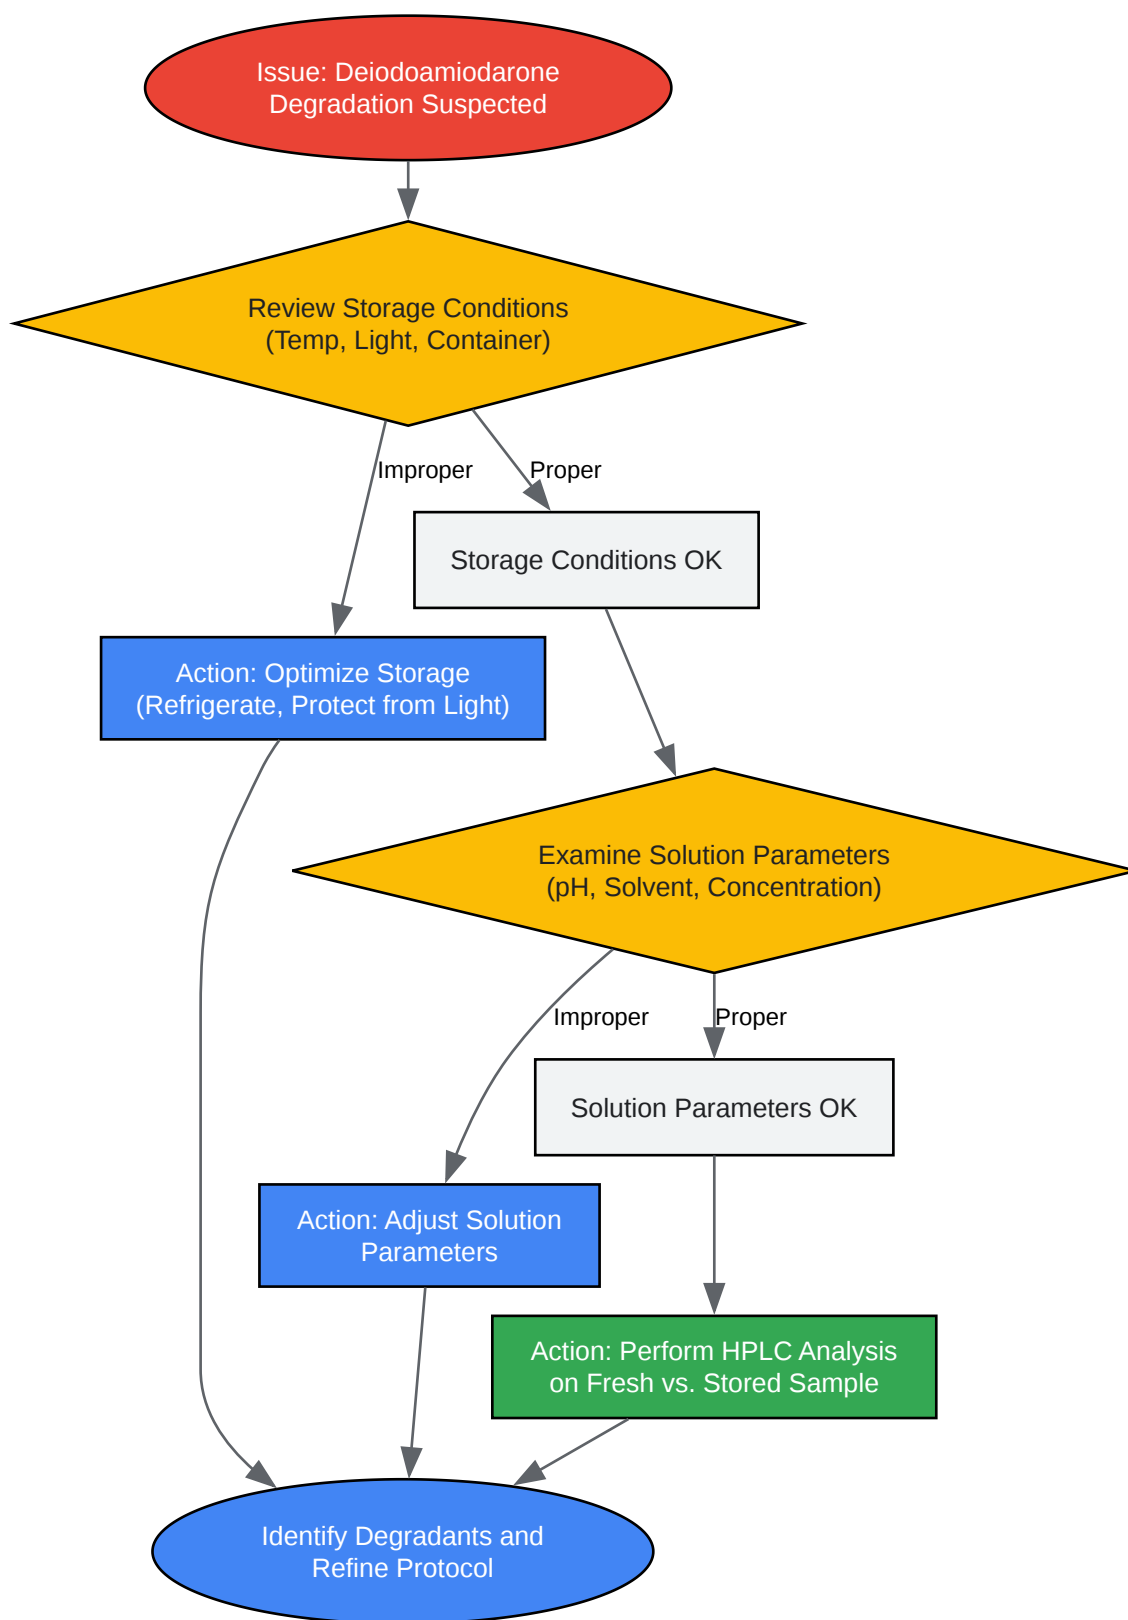 Issue: Deiodoamiodarone
Degradation Suspected
Review Storage Conditions
(Temp, Light, Container)
Improper
Proper
Storage Conditions OK
Action: Optimize Storage
(Refrigerate, Protect from Light)
Examine Solution Parameters
(pH, Solvent, Concentration)
Improper
Proper
Solution Parameters OK
Action: Adjust Solution
Parameters
Action: Perform HPLC Analysis
on Fresh vs. Stored Sample
Identify Degradants and
Refine Protocol